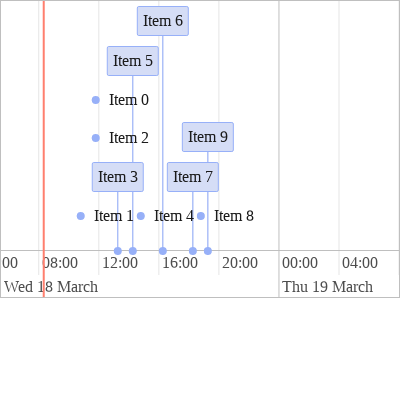 Item 6
Item 5
Item 0
Item 2
Item 9
Item 3
Item 7
Item 1
Item 4
Item 8
00
08:00
12:00
16:00
20:00
00:00
04:00
Wed 18 March
Thu 19 March